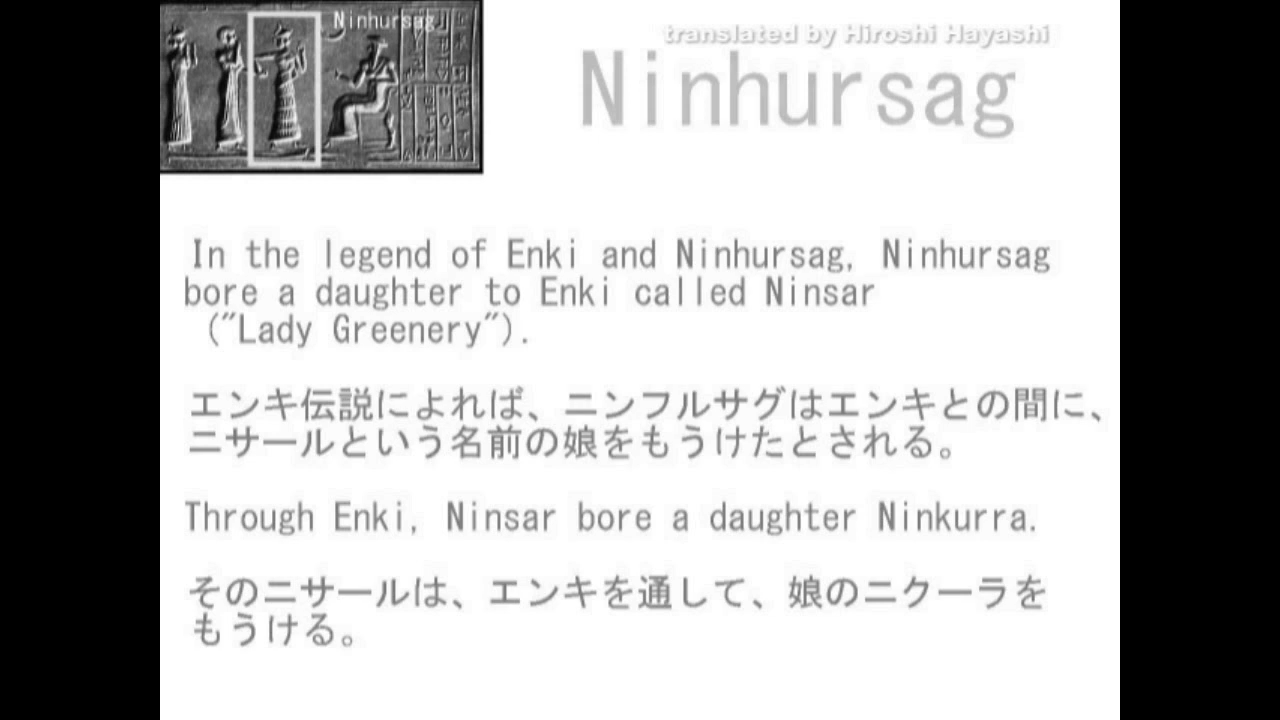 Ninhursag
translated by Hiroshi Hayashi
Ninhursag
In the legend of Enki and Ninhursag, Ninhursag
bore a daughter to Enki called Ninsar
("Lady Greenery").
エンキ伝説によれば、ニンフルサグはエンキとの間に、
ニサールという名前の娘をもうけたとされる。
Through Enki, Ninsar bore a daughter Ninkurra.
そのニサールは、エンキを通して、娘のニクーラを
もうける。